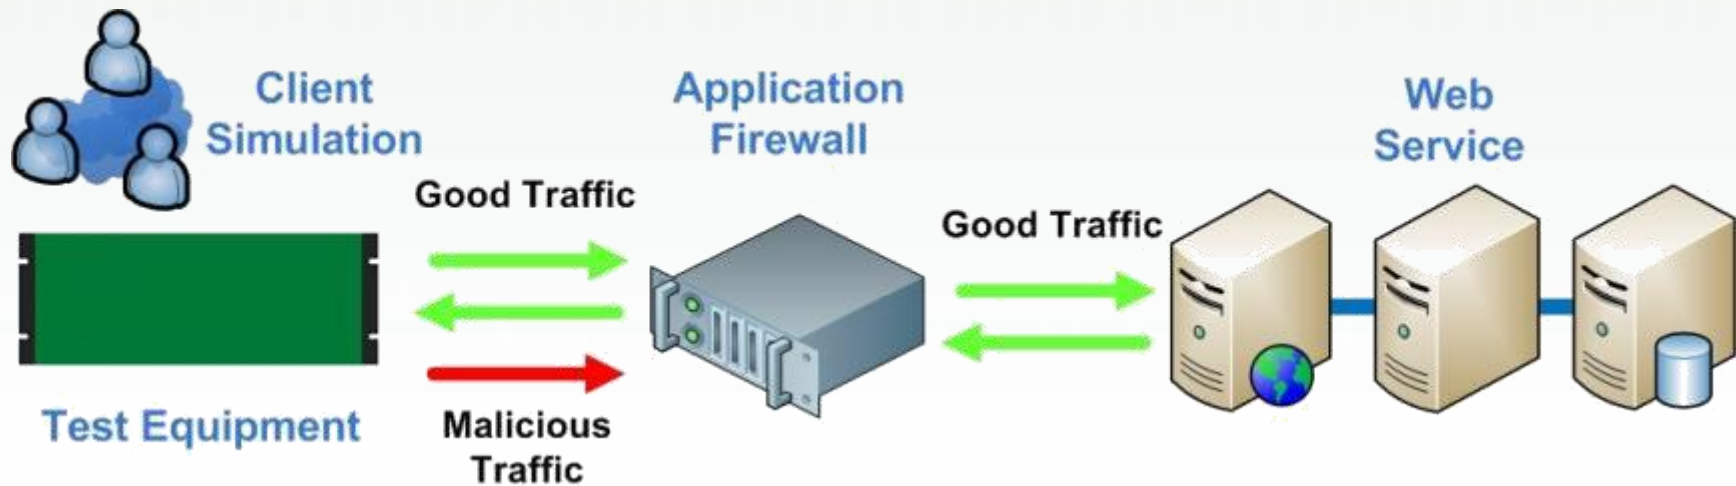 Client
Simulation
Application
Firewall
Web
Service
Good Traffic
Good Traffic
Test Equipment
Malicious
Traffic